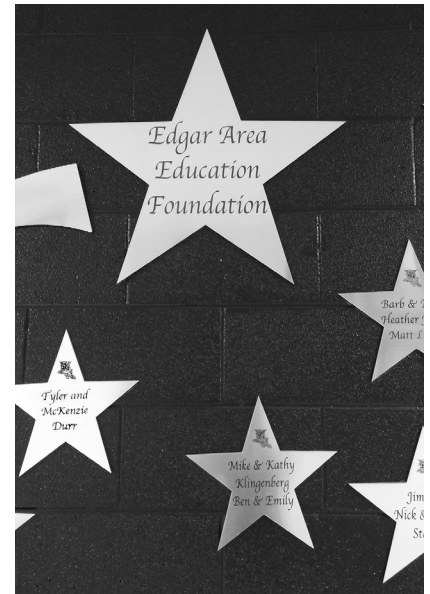 Edgar Area
Education
Foundation
Barb &
Heather
Matt
Tyler and
McKenzie
Durr
Mike & Kathy
Klingenberg
Ben & Emily
Jim
Nick &